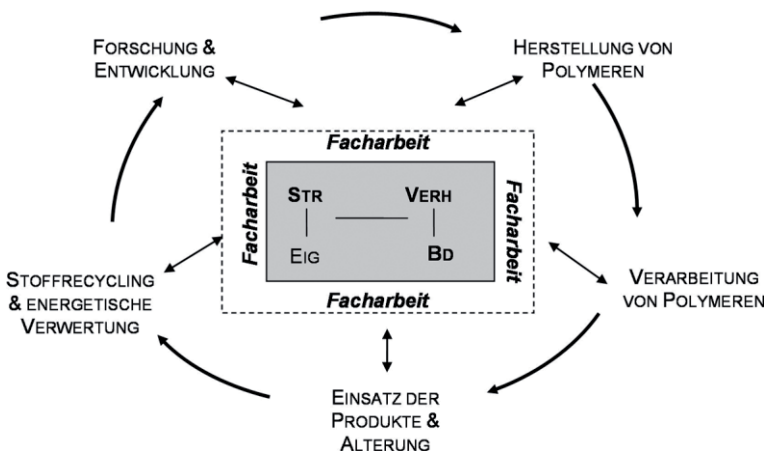 FORSCHUNG &
ENTWICKLUNG
HERSTELLUNG VON
POLYMEREN
Facharbeit
Facharbeit
STR
VERH
EIG
BD
Facharbeit
Facharbeit
STOFFRECYCLING
& ENERGETISCHE
VERWERTUNG
VERARBEITUNG
VON POLYMEREN
EINSATZ DER
PRODUKTE &
ALTERUNG